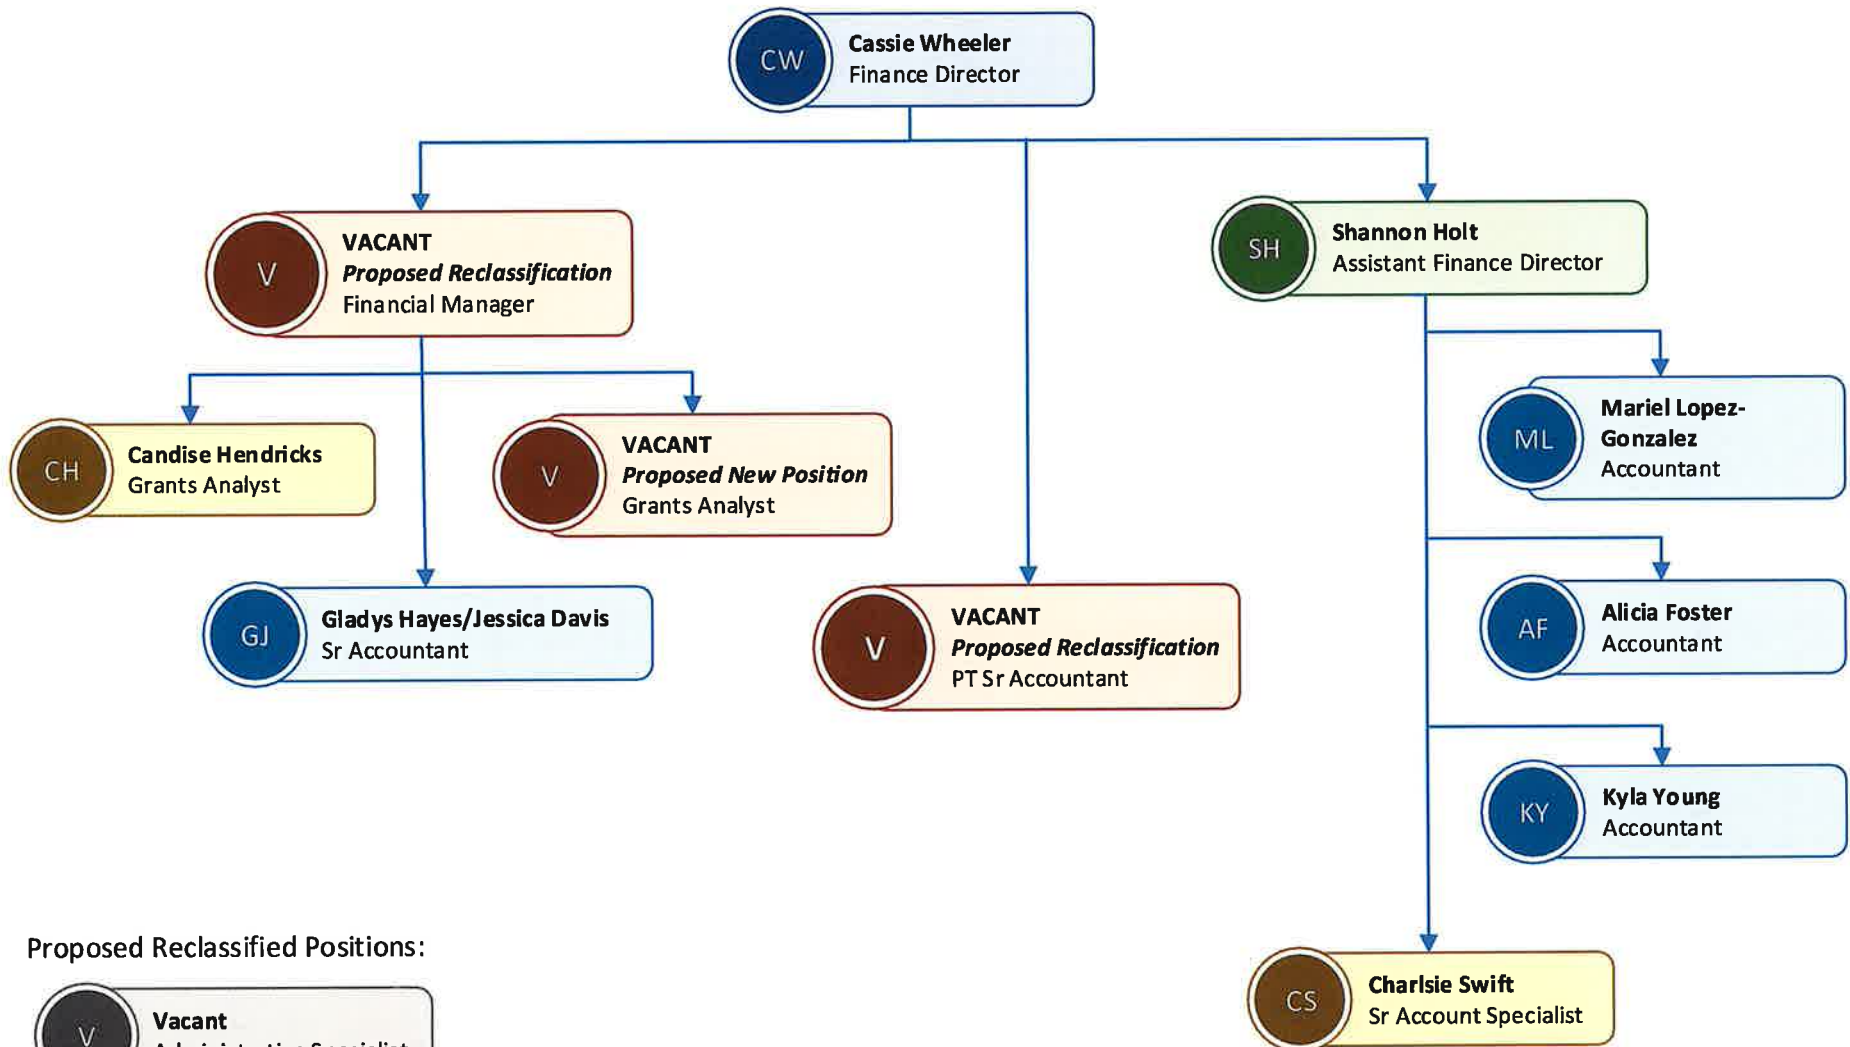 CW
Cassie Wheeler
Finance Director
V
VACANT
Proposed Reclassification
Financial Manager
SH
Shannon Holt
Assistant Finance Director
CH
Candise Hendricks
Grants Analyst
V
VACANT
Proposed New Position
Grants Analyst
ML
Mariel Lopez-
Gonzalez
Accountant
GJ
Gladys Hayes/Jessica Davis
Sr Accountant
V
VACANT
Proposed Reclassification
PT Sr Accountant
AF
Alicia Foster
Accountant
KY
Kyla Young
Accountant
CS
Charlsie Swift
Sr Account Specialist
Proposed Reclassified Positions:
V
Vacant
Administrative Specialist